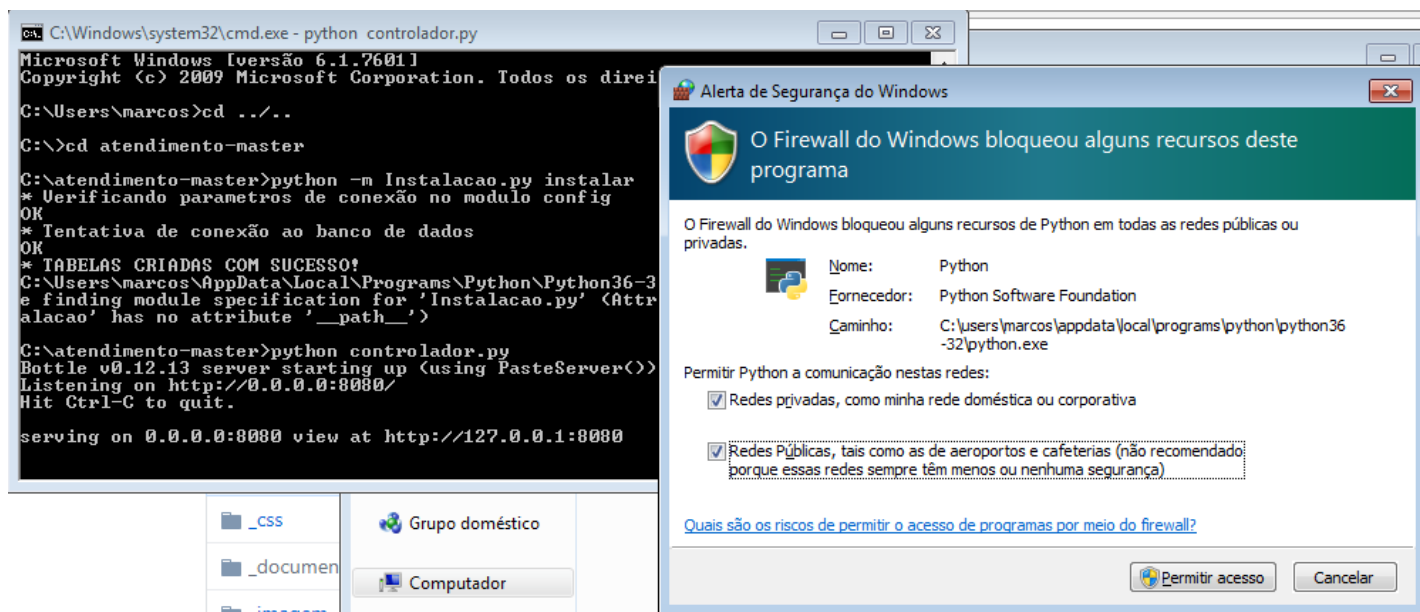 C:\Windows\system32\cmd.exe - python controlador.py
Microsoft Windows [versão 6.1.7601]
Copyright (c) 2009 Microsoft Corporation. Todos os direi
C:\Users\marcos>cd ../..
C:\>cd atendimento-master
C:\atendimento-master>python -m Instalacao.py instalar
* Verificando parametros de conexão no modulo config
OK
* Tentativa de conexão ao banco de dados
OK
* TABELAS CRIADAS COM SUCESSO!
C:\Users\marcos\AppData\Local\Programs\Python\Python36-3
e finding module specification for 'Instalacao.py' (Attr
alacao' has no attribute '__path__')
C:\atendimento-master>python controlador.py
Bottle v0.12.13 server starting up (using PasteServer())
Listening on http://0.0.0.0:8080/
Hit Ctrl-C to quit.
serving on 0.0.0.0:8080 view at http://127.0.0.1:8080
Alerta de Segurança do Windows
O Firewall do Windows bloqueou alguns recursos deste
programa
O Firewall do Windows bloqueou alguns recursos de Python em todas as redes públicas ou
privadas.
Nome: Python
Fornecedor: Python Software Foundation
Caminho: C:\users\marcos\appdata\local\programs\python\python36
-32\python.exe
Permitir Python a comunicação nestas redes:
Redes privadas, como minha rede doméstica ou corporativa
Redes Públicas, tais como as de aeroportos e cafeterias (não recomendado
porque essas redes sempre têm menos ou nenhuma segurança)
Quais são os riscos de permitir o acesso de programas por meio do firewall?
Permitir acesso
Cancelar
_css
_documen
Grupo doméstico
Computador